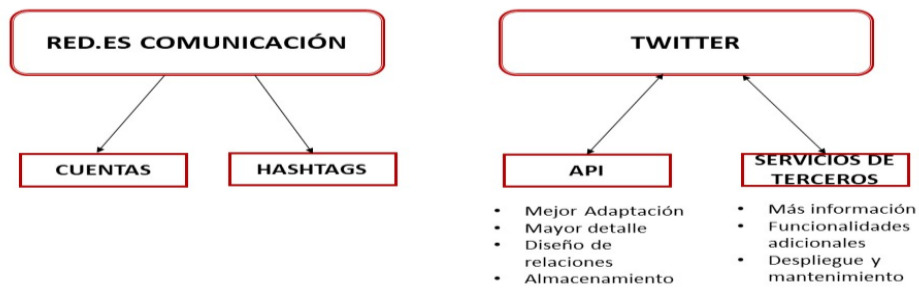 RED.ES COMUNICACIÓN
TWITTER
CUENTAS
HASHTAGS
API
SERVICIOS DE
TERCEROS
• Mejor Adaptación
• Mayor detalle
• Diseño de
relaciones
• Almacenamiento
• Más información
• Funcionalidades
adicionales
• Despliegue y
mantenimiento